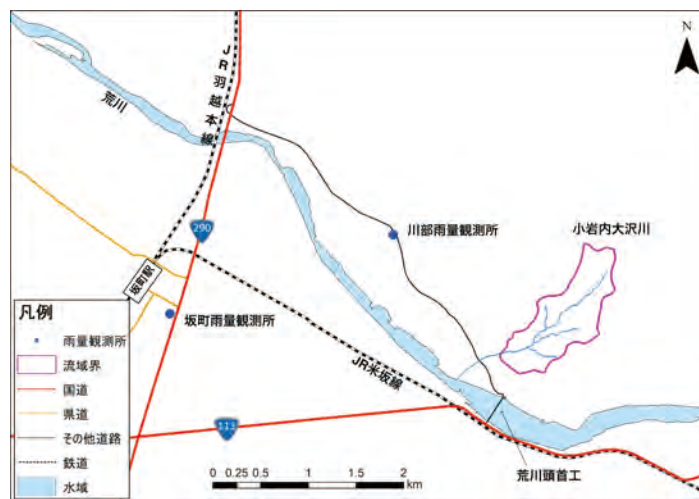 N
JR羽越本線
荒川
290
川部雨量観測所
小岩内大沢川
坂町駅
坂町雨量観測所
JR米坂線
113
荒川頭首工
凡例
雨量観測所
流域界
国道
県道
その他道路
鉄道
水域
0 0.25 0.5 1 1.5 2
km